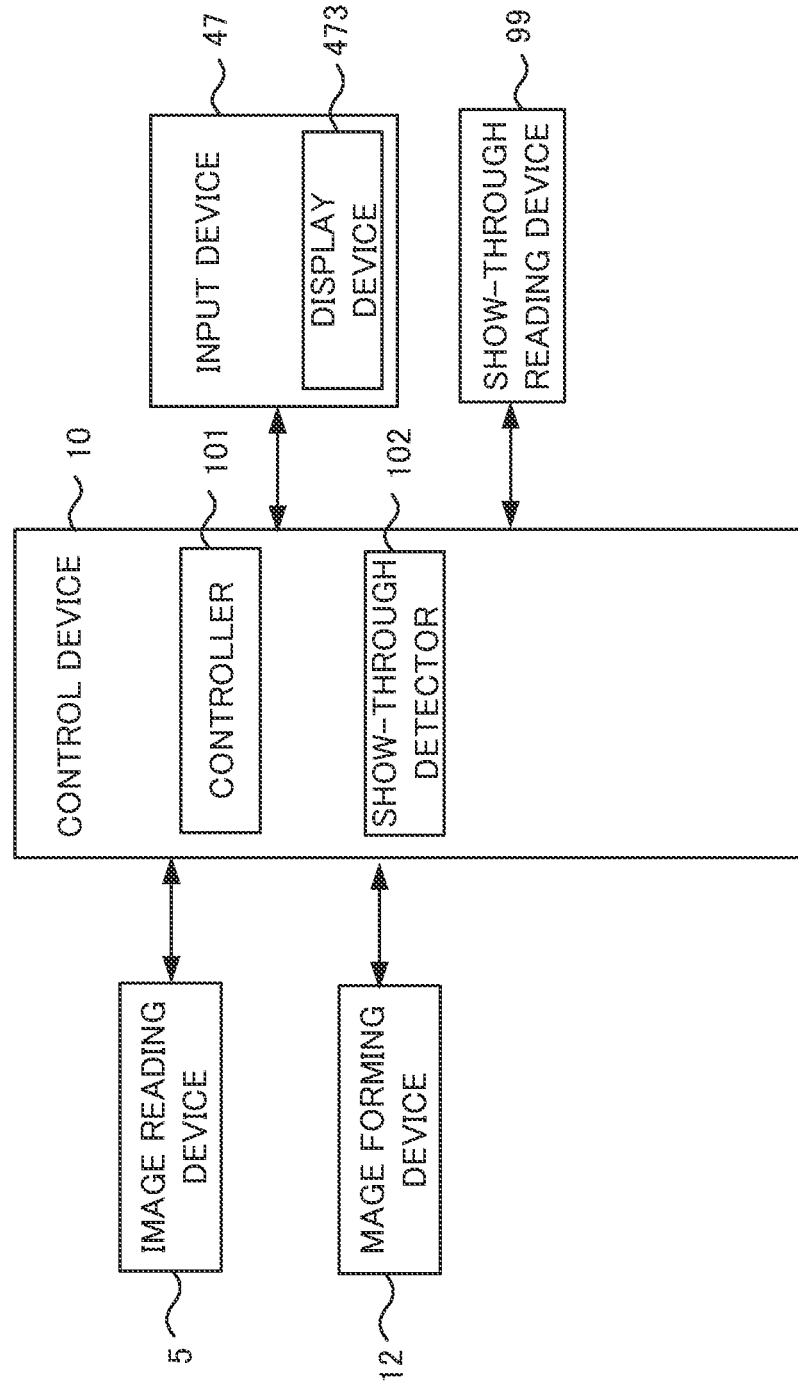 CONTROL DEVICE
10
CONTROLLER
101
SHOW-THROUGH
DETECTOR
102
IMAGE READING
DEVICE
5
MAGE FORMING
DEVICE
12
INPUT DEVICE
47
DISPLAY
DEVICE
473
SHOW-THROUGH
READING DEVICE
99